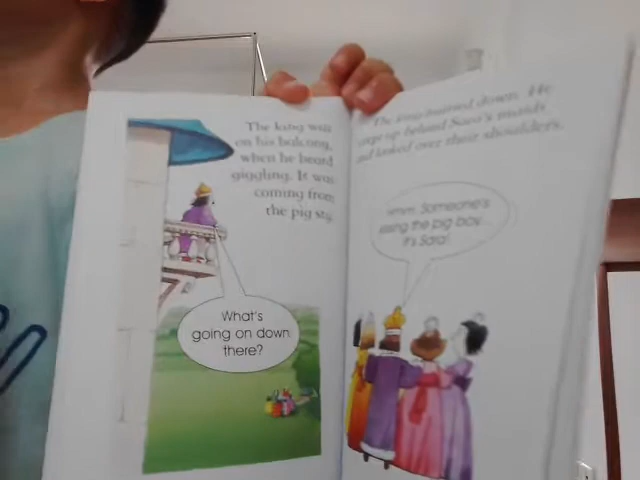 The king was
on his balcony,
when he heard
giggling. It was
coming from
the pig sty.
What's
going on down
there?
The king rushed down. He
crept up behind Sara's maids
and looked over their shoulders.
Hmm. Someone's
kissing the pig boy...
It's Sara!